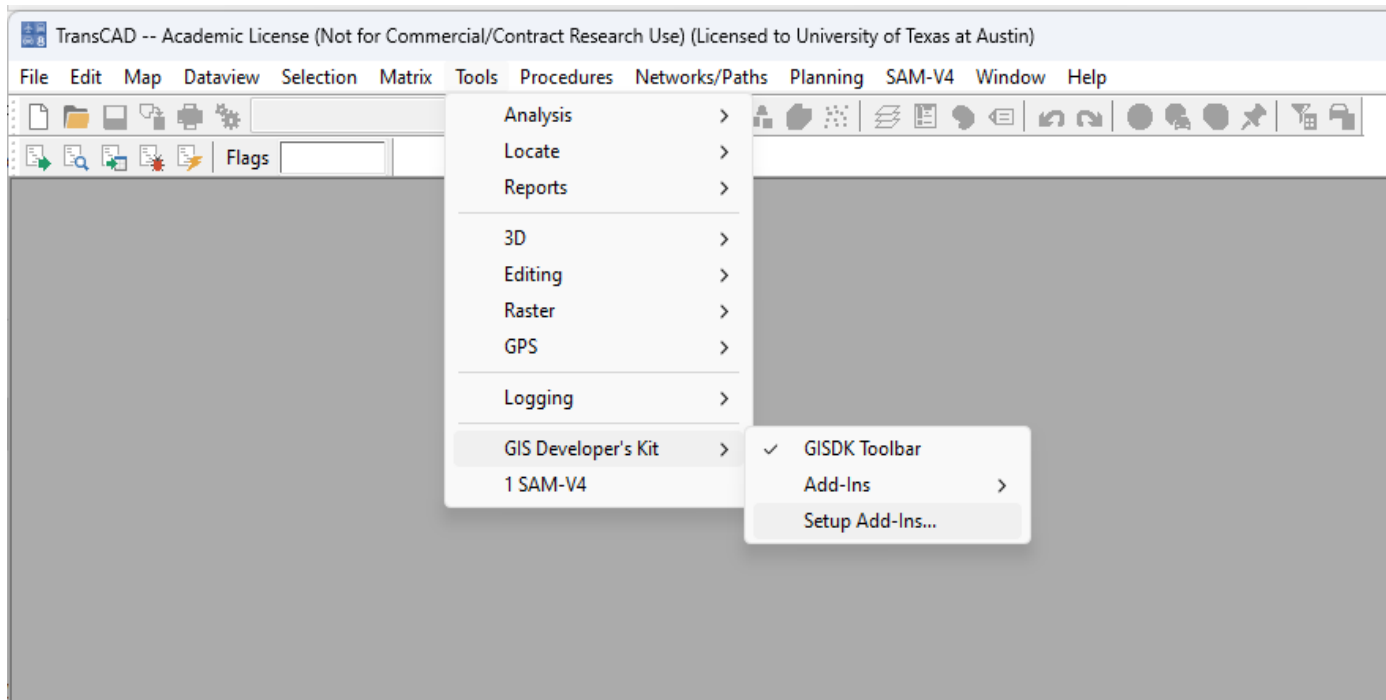 TransCAD -- Academic License (Not for Commercial/Contract Research Use) (Licensed to University of Texas at Austin)
File Edit Map Dataview Selection Matrix Tools Procedures Networks/Paths Planning SAM-V4 Window Help
Flags
Analysis
Locate
Reports
3D
Editing
Raster
GPS
Logging
GIS Developer's Kit
1 SAM-V4
GISDK Toolbar
Add-Ins
Setup Add-Ins...